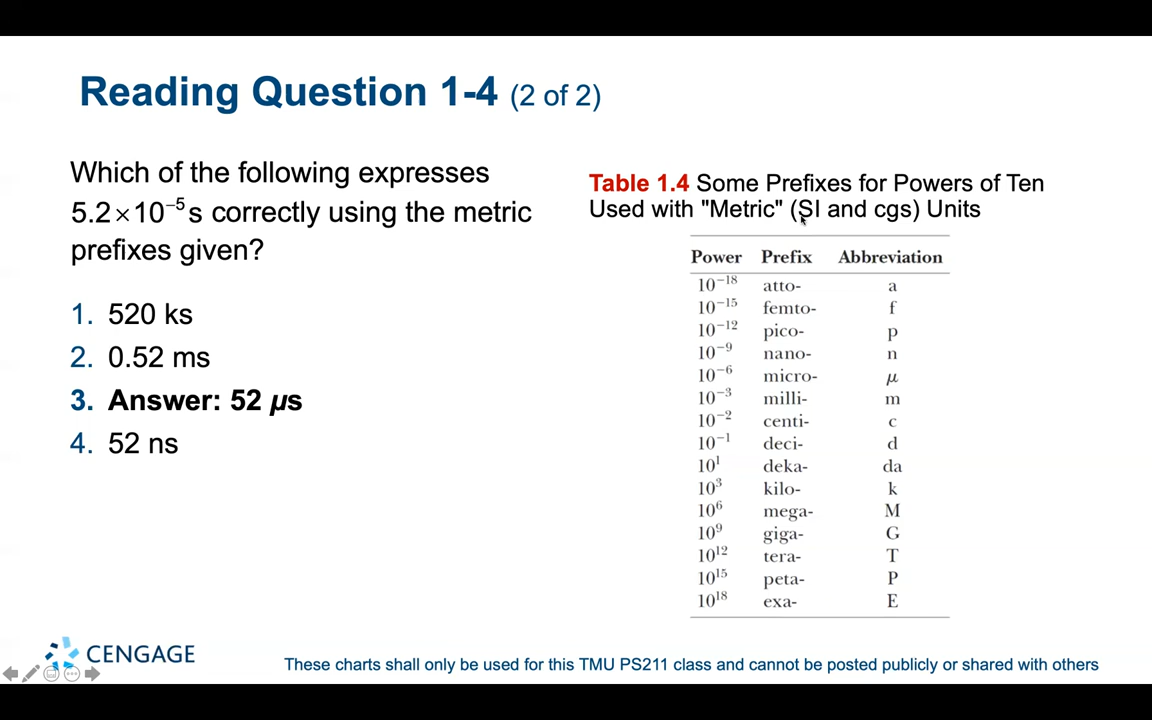 Reading Question 1-4 (2 of 2)
Which of the following expresses
5.2×10⁻⁵ s correctly using the metric
prefixes given?
1. 520 ks
2. 0.52 ms
3. Answer: 52 µs
4. 52 ns
Table 1.4 Some Prefixes for Powers of Ten
Used with "Metric" (SI and cgs) Units
Power Prefix Abbreviation
10⁻¹⁸ atto- a
10⁻¹⁵ femto- f
10⁻¹² pico- p
10⁻⁹ nano- n
10⁻⁶ micro- µ
10⁻³ milli- m
10⁻² centi- c
10⁻¹ deci- d
10¹ deka- da
10³ kilo- k
10⁶ mega- M
10⁹ giga- G
10¹² tera- T
10¹⁵ peta- P
10¹⁸ exa- E
CENGAGE
These charts shall only be used for this TMU PS211 class and cannot be posted publicly or shared with others